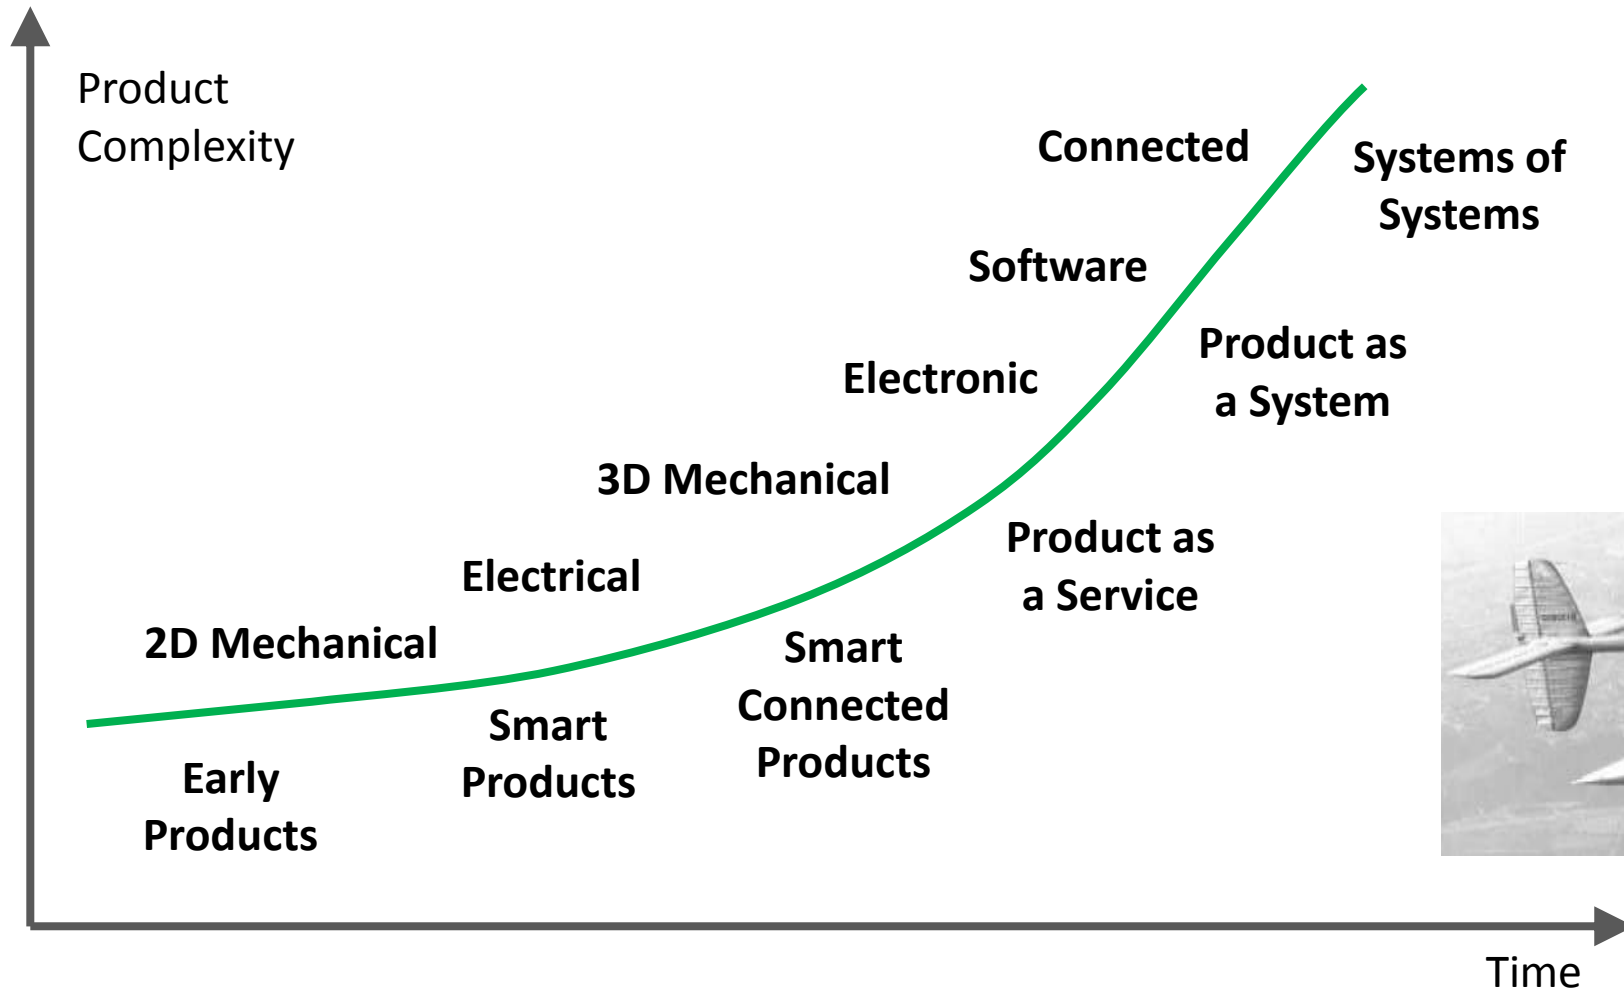 Product
Complexity
Connected
Systems of
Systems
Software
Product as
a System
Electronic
3D Mechanical
Product as
a Service
Electrical
2D Mechanical
Smart
Connected
Products
Smart
Products
Early
Products
Time